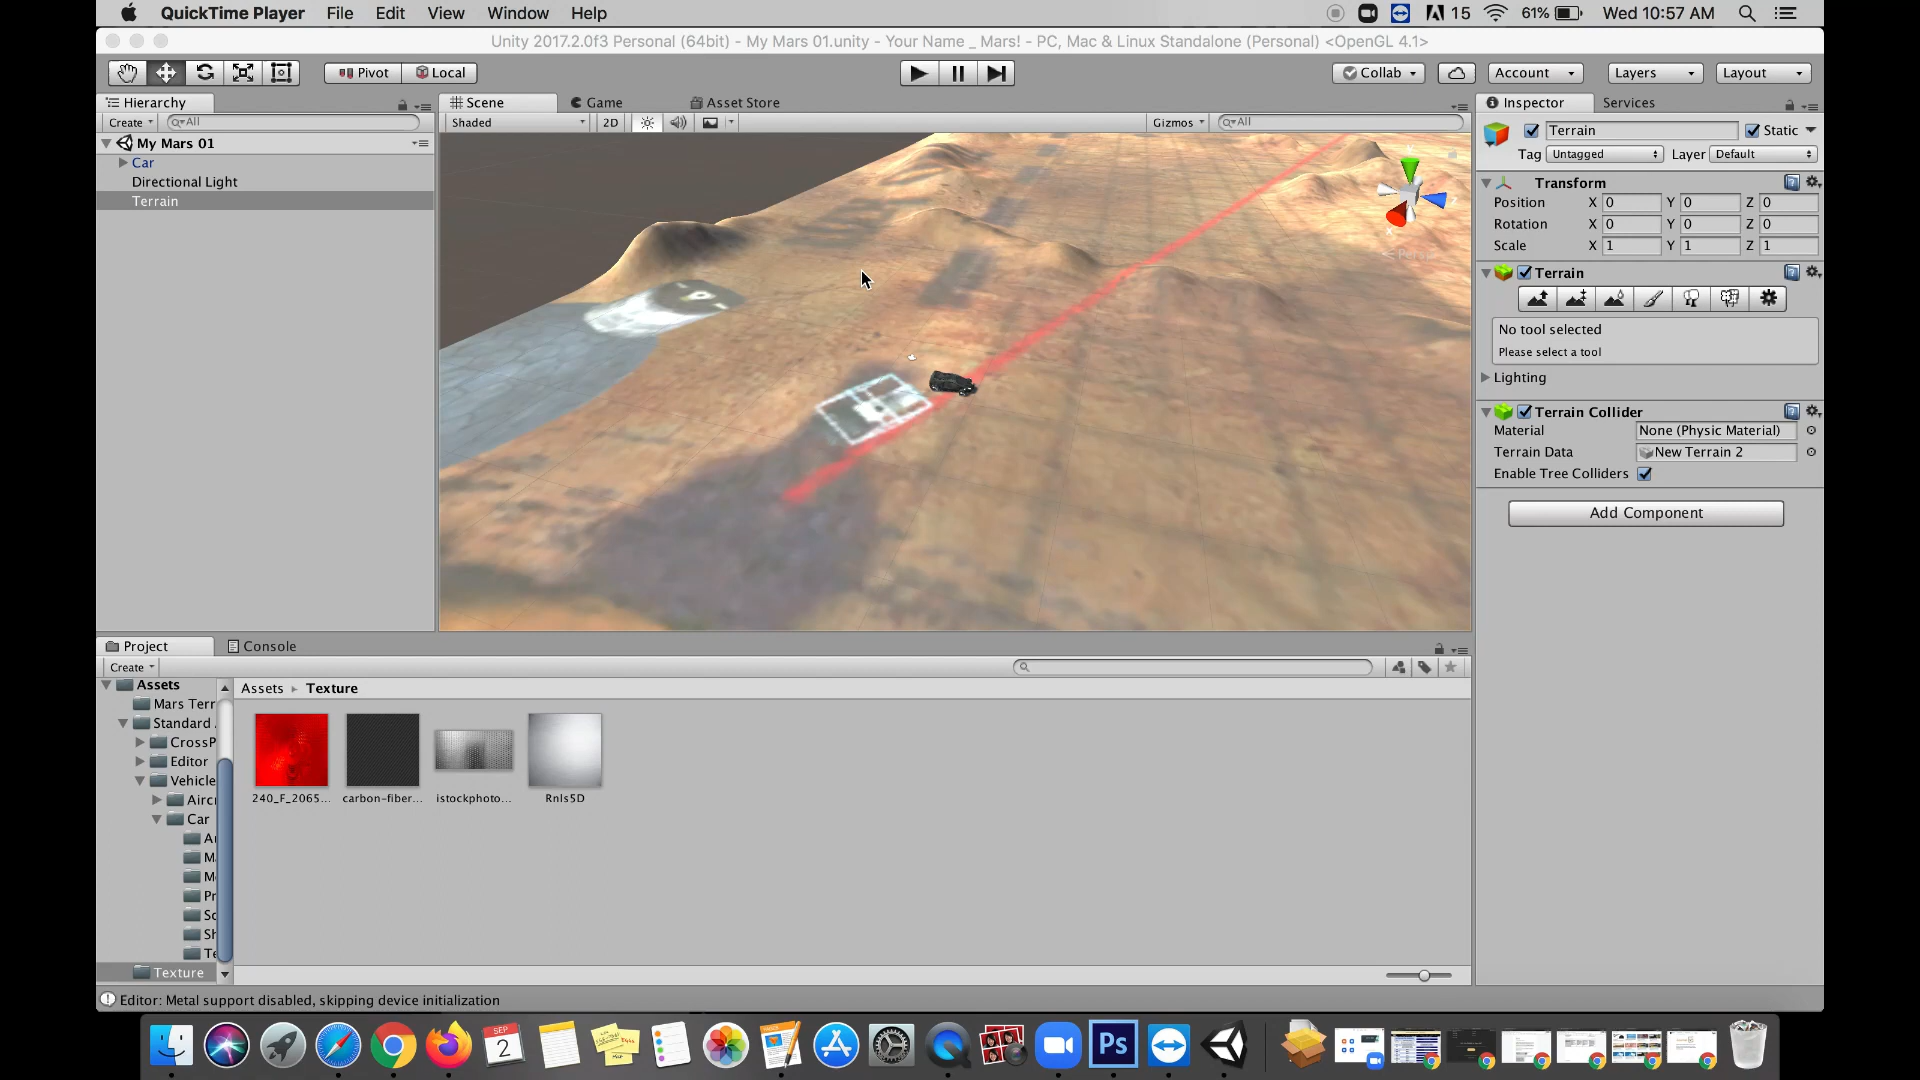 QuickTime Player File Edit View Window Help 15 61% Wed 10:57 AM
Unity 2017.2.0f3 Personal (64bit) - My Mars 01.unity - Your Name _ Mars! - PC, Mac & Linux Standalone (Personal) <OpenGL 4.1>
Pivot Local Collab Account Layers Layout
Hierarchy
Create All
My Mars 01
Car
Directional Light
Terrain
Scene Game Asset Store
Shaded 2D Gizmos All
y
x
Inspector Services
Terrain Static
Tag Untagged Layer Default
Transform
Position X 0 Y 0 Z 0
Rotation X 0 Y 0 Z 0
Scale X 1 Y 1 Z 1
Terrain
No tool selected
Please select a tool
Lighting
Terrain Collider
Material None (Physic Material)
Terrain Data New Terrain 2
Enable Tree Colliders
Add Component
Project Console
Create
Assets
Mars Terr
Standard
CrossP
Editor
Vehicle
Aircr
Car
Texture
Assets Texture
240_F_2065... carbon-fiber... istockphoto... RnIs5D
Editor: Metal support disabled, skipping device initialization
SEP
2
Ps